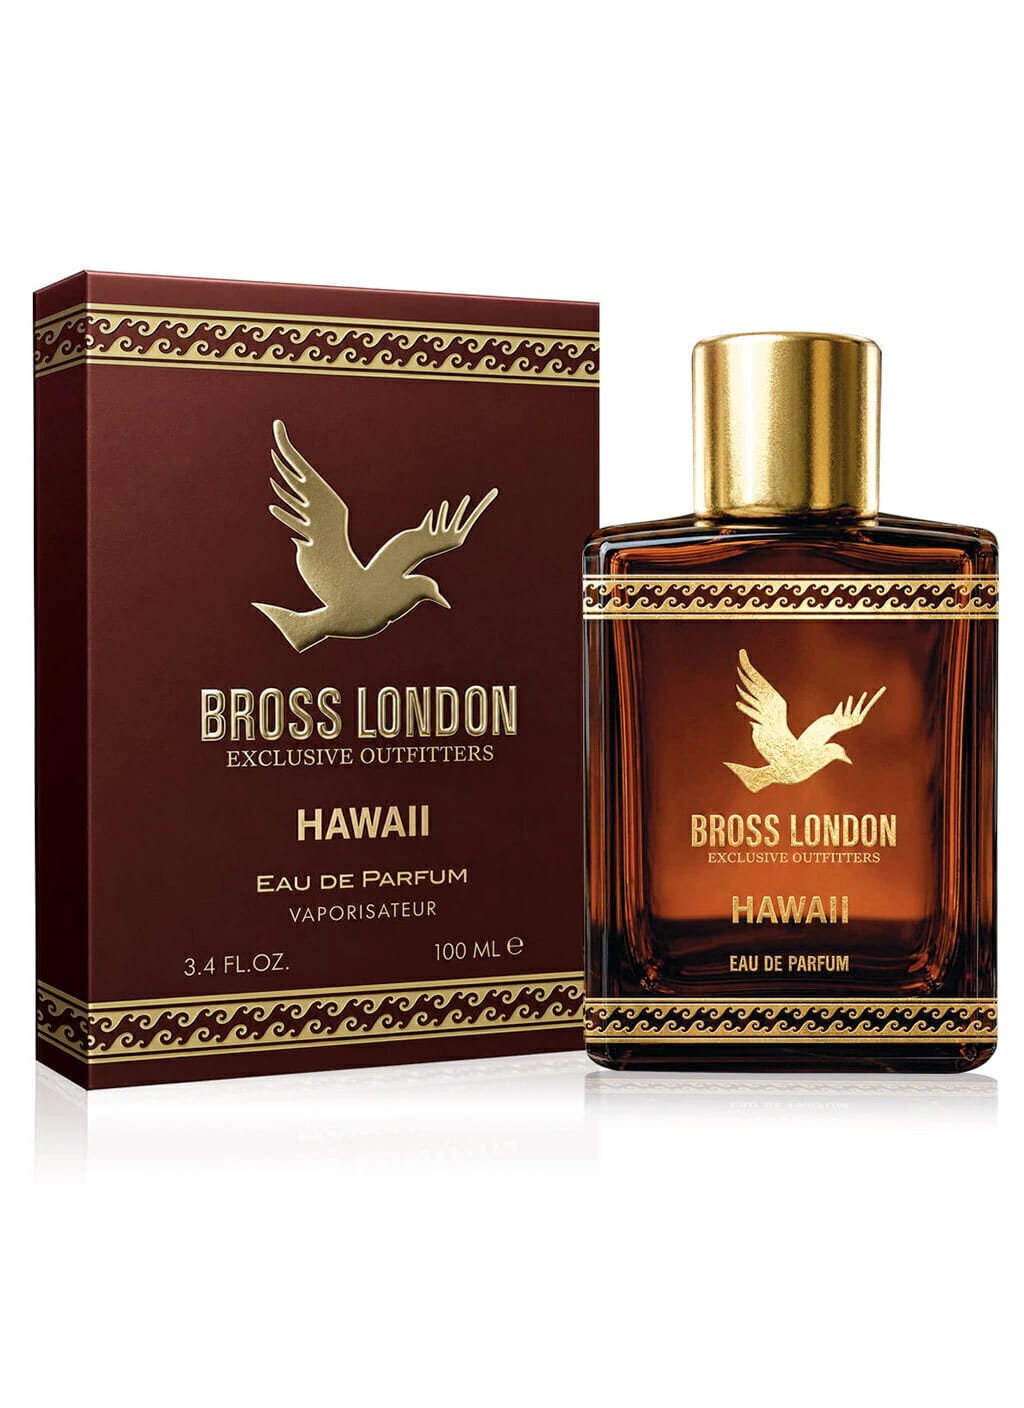 BROSS LONDON
EXCLUSIVE OUTFITTERS
HAWAII
EAU DE PARFUM
VAPORISATEUR
3.4 FL.OZ.
100 ML ℮
BROSS LONDON
EXCLUSIVE OUTFITTERS
HAWAII
EAU DE PARFUM